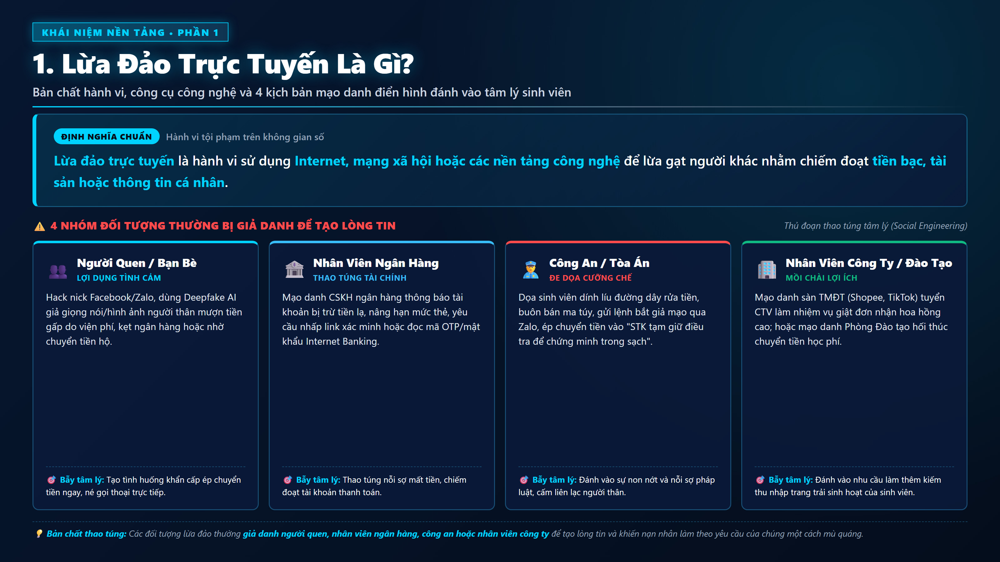 KHÁI NIỆM NỀN TẢNG • PHẦN 1
1. Lừa Đảo Trực Tuyến Là Gì?
Bản chất hành vi, công cụ công nghệ và 4 kịch bản mạo danh điển hình đánh vào tâm lý sinh viên
ĐỊNH NGHĨA CHUẨN Hành vi tội phạm trên không gian số
Lừa đảo trực tuyến là hành vi sử dụng Internet, mạng xã hội hoặc các nền tảng công nghệ để lừa gạt người khác nhằm chiếm đoạt tiền bạc, tài
sản hoặc thông tin cá nhân.
4 NHÓM ĐỐI TƯỢNG THƯỜNG BỊ GIẢ DANH ĐỂ TẠO LÒNG TIN
Thủ đoạn thao túng tâm lý (Social Engineering)
Người Quen / Bạn Bè
LỢI DỤNG TÌNH CẢM
Hack nick Facebook/Zalo, dùng Deepfake AI
giả giọng nói/hình ảnh người thân mượn tiền
gấp do viện phí, kẹt ngân hàng hoặc nhờ
chuyển tiền hộ.
Bẫy tâm lý: Tạo tình huống khẩn cấp ép chuyển
tiền ngay, né gọi thoại trực tiếp.
Nhân Viên Ngân Hàng
THAO TÚNG TÀI CHÍNH
Mạo danh CSKH ngân hàng thông báo tài
khoản bị trừ tiền lạ, nâng hạn mức thẻ, yêu
cầu nhấp link xác minh hoặc đọc mã OTP/mật
khẩu Internet Banking.
Bẫy tâm lý: Thao túng nỗi sợ mất tiền, chiếm
đoạt tài khoản thanh toán.
Công An / Tòa Án
ĐE DỌA CƯỠNG CHẾ
Dọa sinh viên dính líu đường dây rửa tiền,
buôn bán ma túy, gửi lệnh bắt giả mạo qua
Zalo, ép chuyển tiền vào "STK tạm giữ điều
tra để chứng minh trong sạch".
Bẫy tâm lý: Đánh vào sự non nớt và nỗi sợ pháp
luật, cấm liên lạc người thân.
Nhân Viên Công Ty / Đào Tạo
MỒI CHÀI LỢI ÍCH
Mạo danh sàn TMĐT (Shopee, TikTok) tuyển
CTV làm nhiệm vụ giật đơn nhận hoa hồng
cao; hoặc mạo danh Phòng Đào tạo hối thúc
chuyển tiền học phí.
Bẫy tâm lý: Đánh vào nhu cầu làm thêm kiếm
thu nhập trang trải sinh hoạt của sinh viên.
Bản chất thao túng: Các đối tượng lừa đảo thường giả danh người quen, nhân viên ngân hàng, công an hoặc nhân viên công ty để tạo lòng tin và khiến nạn nhân làm theo yêu cầu của chúng một cách mù quáng.